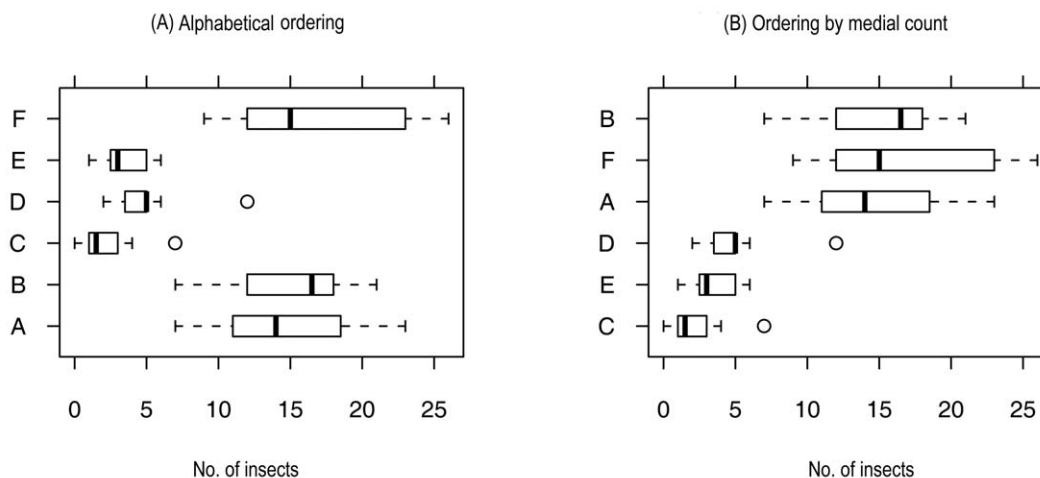 (A) Alphabetical ordering
F
E
D
C
B
A
0 5 10 15 20 25
No. of insects
(B) Ordering by medial count
B
F
A
D
E
C
0 5 10 15 20 25
No. of insects